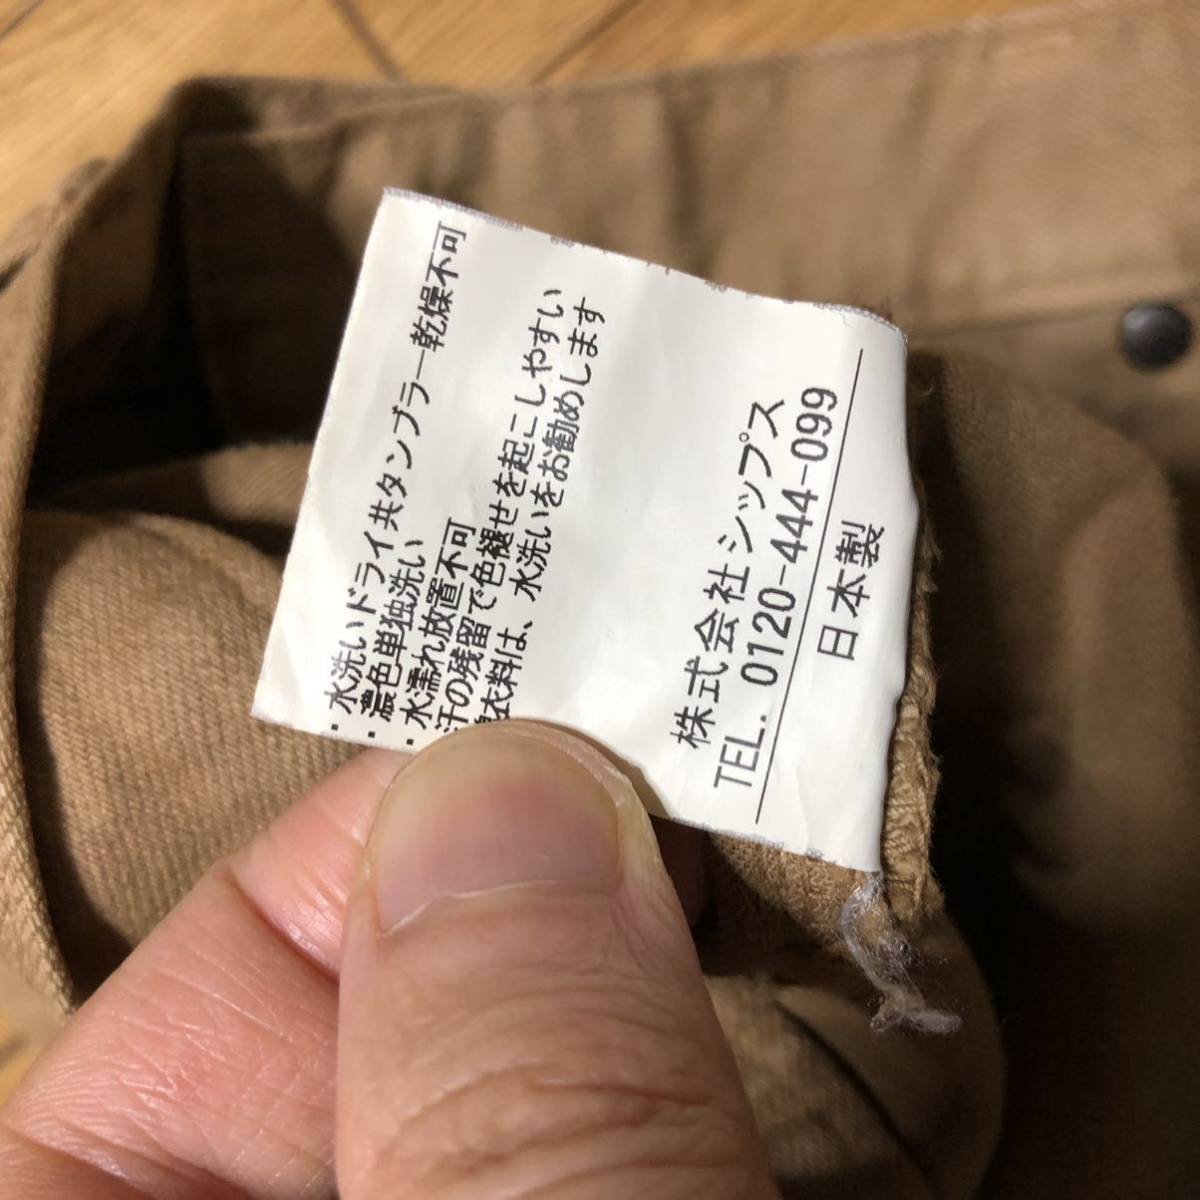 ・水洗いドライ共タンブラー乾燥不可
・濃色単独洗い
・水濡れ放置不可
汗の残留で色褪せを起こしやすい
衣料は、水洗いをお勧めします
株式会社シップス
TEL. 0120-444-099
日本製